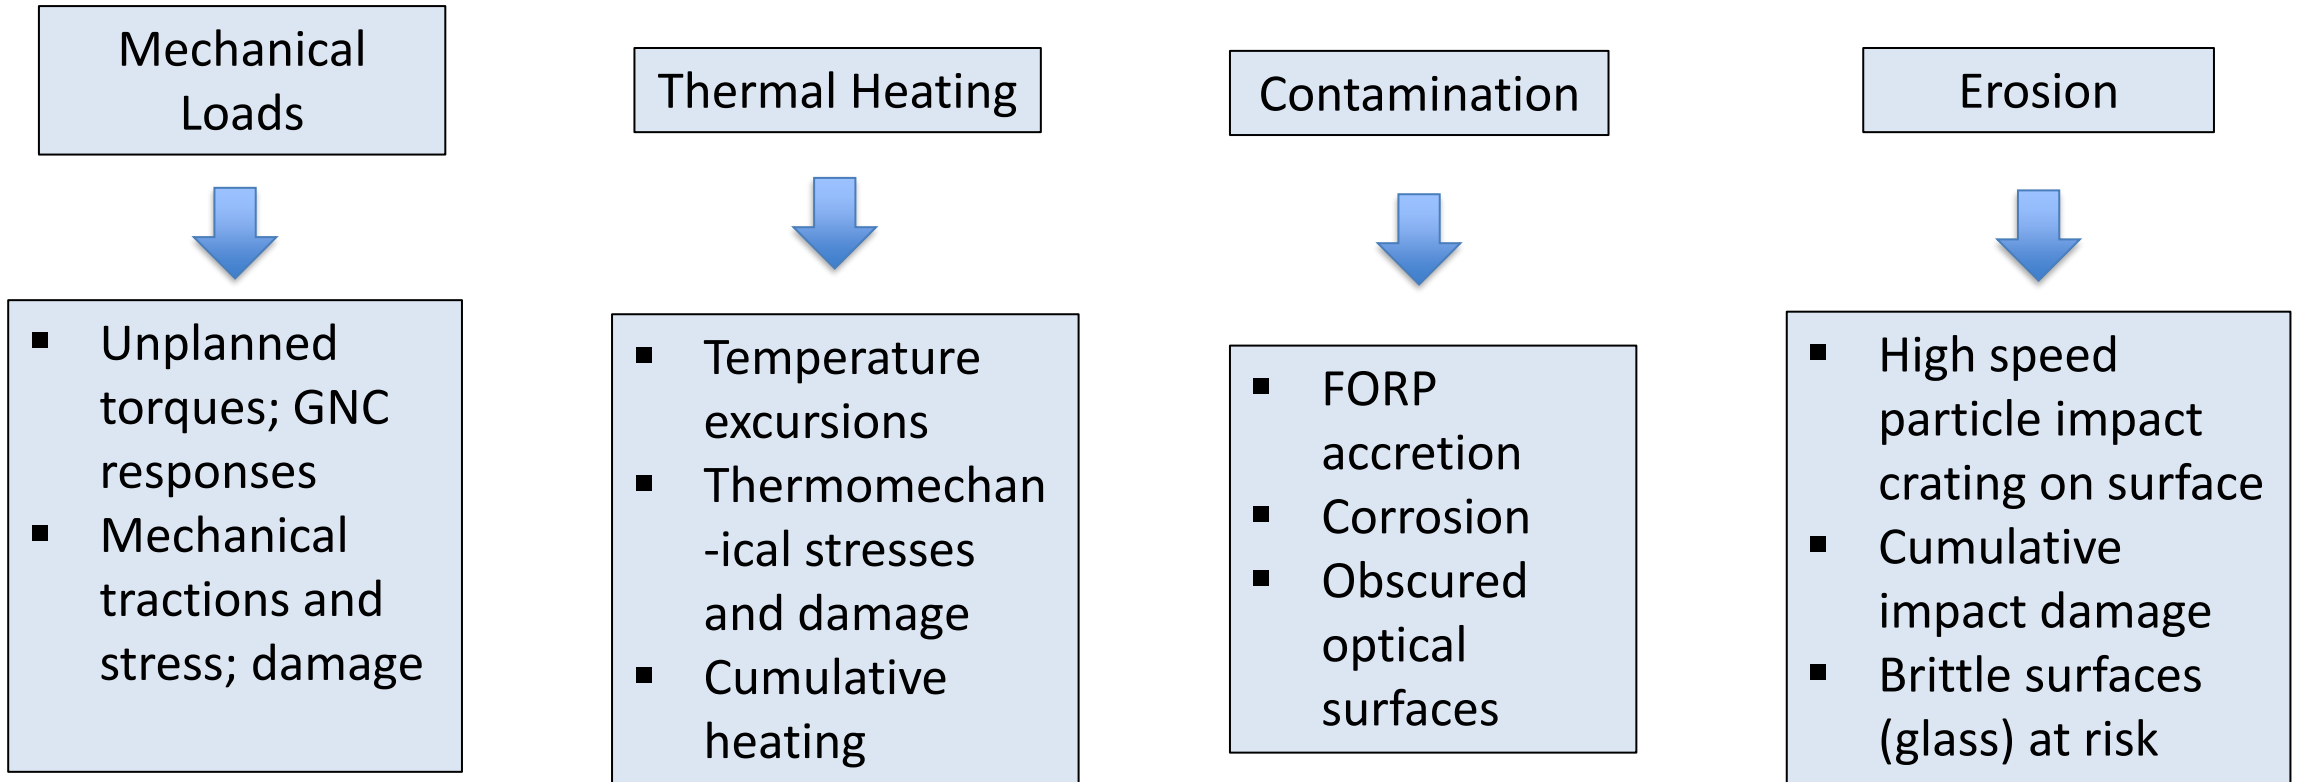 Mechanical
Loads
Thermal Heating
Contamination
Erosion
▪ Unplanned
torques; GNC
responses
▪ Mechanical
tractions and
stress; damage
▪ Temperature
excursions
▪ Thermomechan
-ical stresses
and damage
▪ Cumulative
heating
▪ FORP
accretion
▪ Corrosion
▪ Obscured
optical
surfaces
▪ High speed
particle impact
crating on surface
▪ Cumulative
impact damage
▪ Brittle surfaces
(glass) at risk